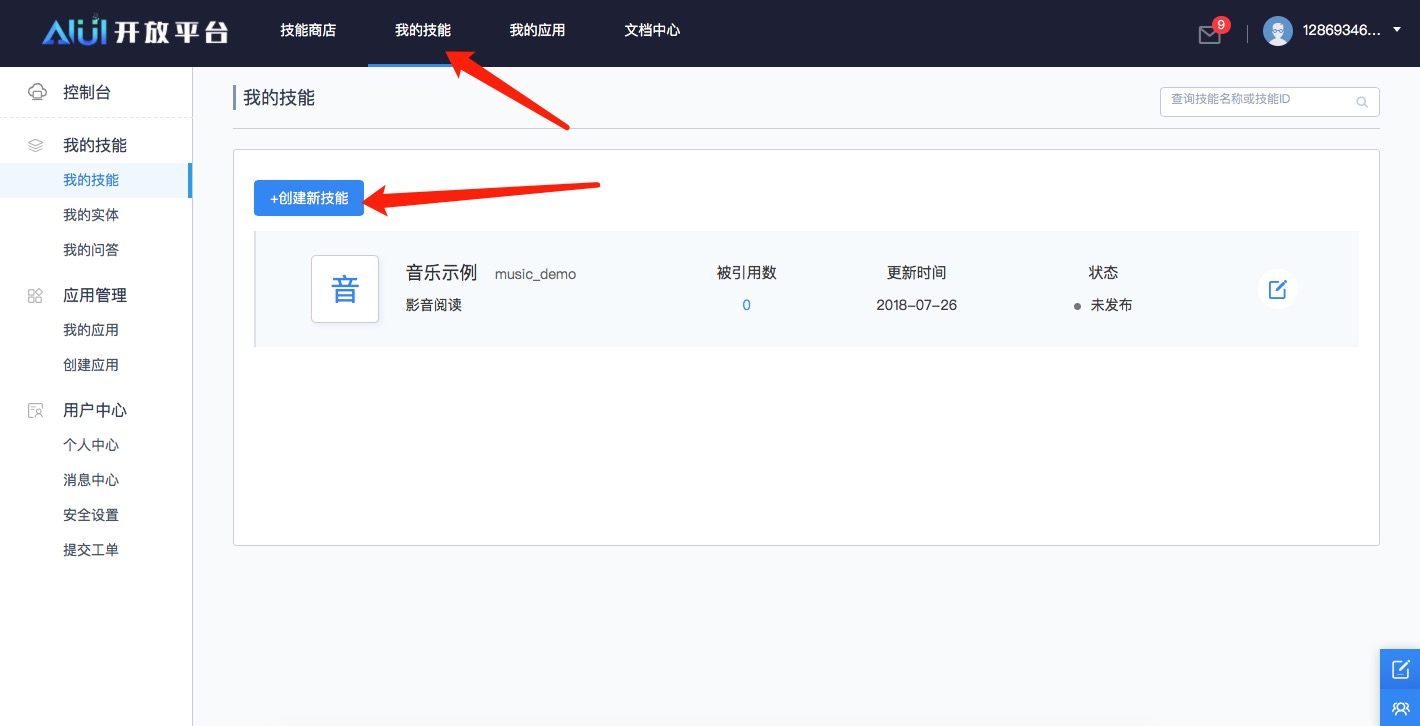 AIUI 开放平台
技能商店
我的技能
我的应用
文档中心
9
12869346...
控制台
我的技能
我的技能
我的实体
我的问答
应用管理
我的应用
创建应用
用户中心
个人中心
消息中心
安全设置
提交工单
我的技能
查询技能名称或技能ID
+创建新技能
音
音乐示例 music_demo
影音阅读
被引用数
0
更新时间
2018-07-26
状态
未发布